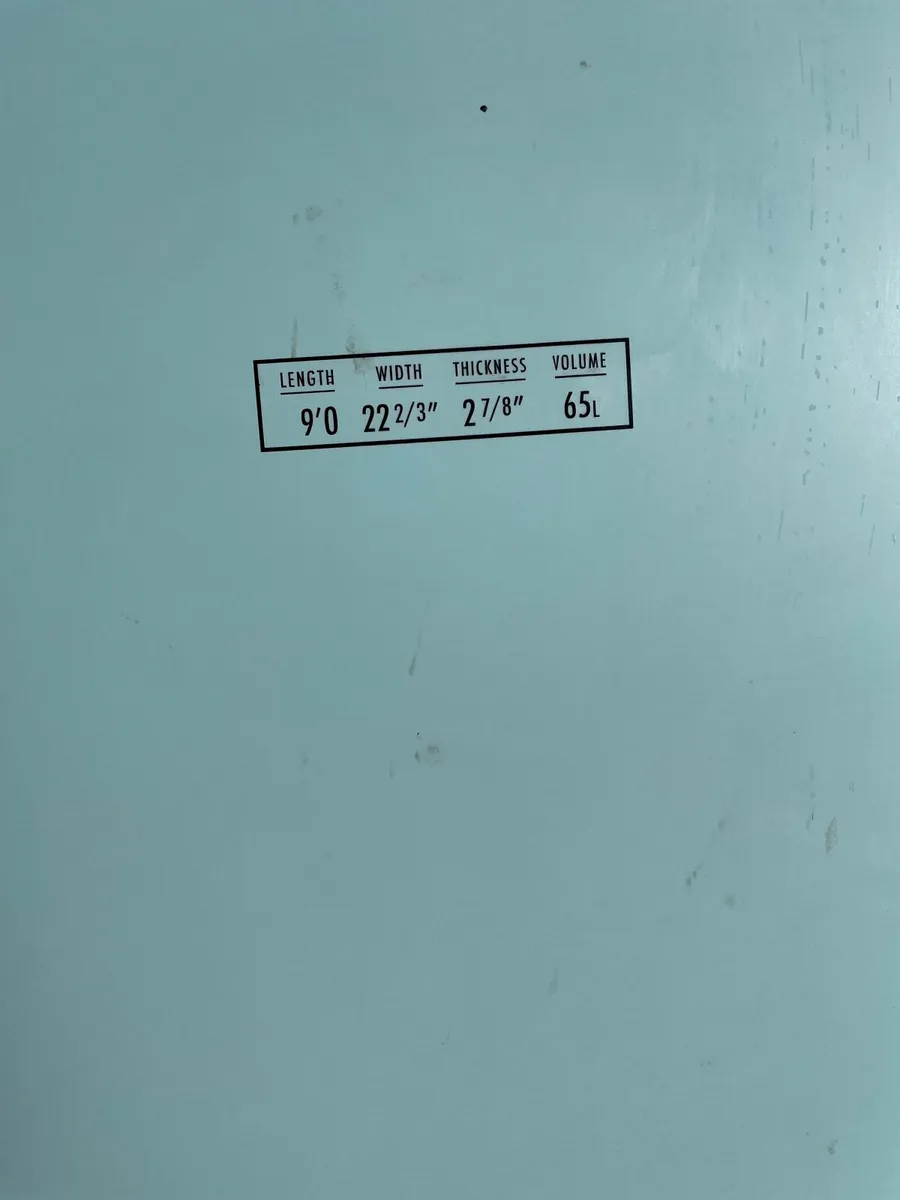 LENGTH WIDTH THICKNESS VOLUME
9'0 22 2/3" 2 7/8" 65L